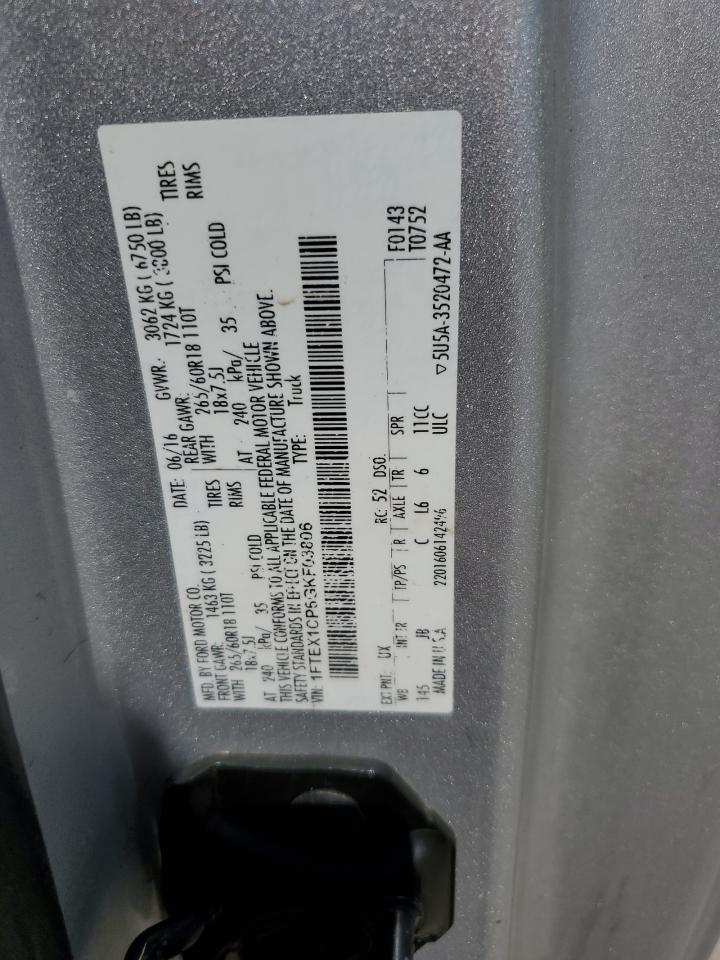 MFD. BY FORD MOTOR CO. DATE: 06/16 GVWR: 3062 KG ( 6750 LB)
FRONT GAWR: 1463 KG ( 3225 LB) REAR GAWR: 1724 KG ( 3800 LB)
WITH 265/60R18 110T TIRES WITH 265/60R18 110T TIRES
18x7.5J RIMS 18x7.5J RIMS
AT 240 kPa/ 35 PSI COLD AT 240 kPa/ 35 PSI COLD
THIS VEHICLE CONFORMS TO ALL APPLICABLE FEDERAL MOTOR VEHICLE
SAFETY STANDARDS IN EFFECT ON THE DATE OF MANUFACTURE SHOWN ABOVE.
VIN: 1FTEX1CP5GKF03806 TYPE: Truck
EXT PNT: UX RC: 52 DSO: F0143
WB INT TR TP/PS R AXLE TR SPR T0752
145 JB C L6 6 11CC
MADE IN U.S.A. ULC ▽5U5A-3520472-AA